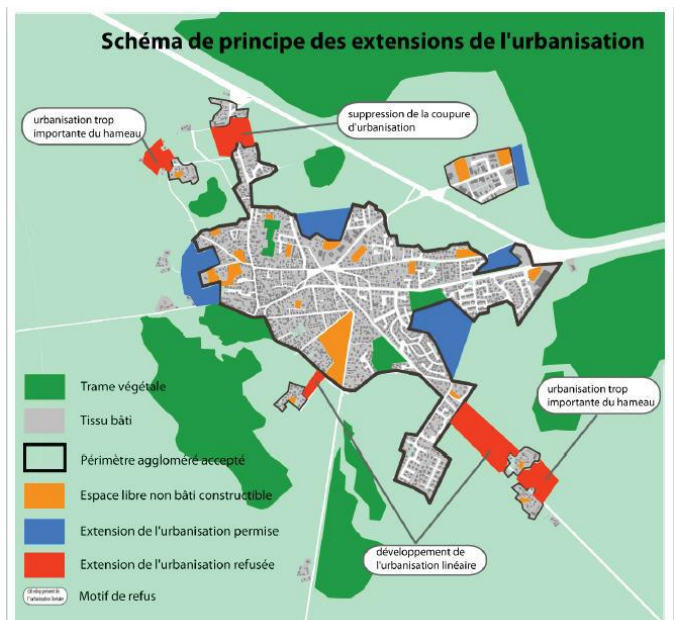 Schéma de principe des extensions de l'urbanisation
urbanisation trop
importante du hameau
suppression de la coupure
d'urbanisation
urbanisation trop
importante du hameau
développement de
l'urbanisation linéaire
Trame végétale
Tissu bâti
Périmètre aggloméré accepté
Espace libre non bâti constructible
Extension de l'urbanisation permise
Extension de l'urbanisation refusée
Motif de refus